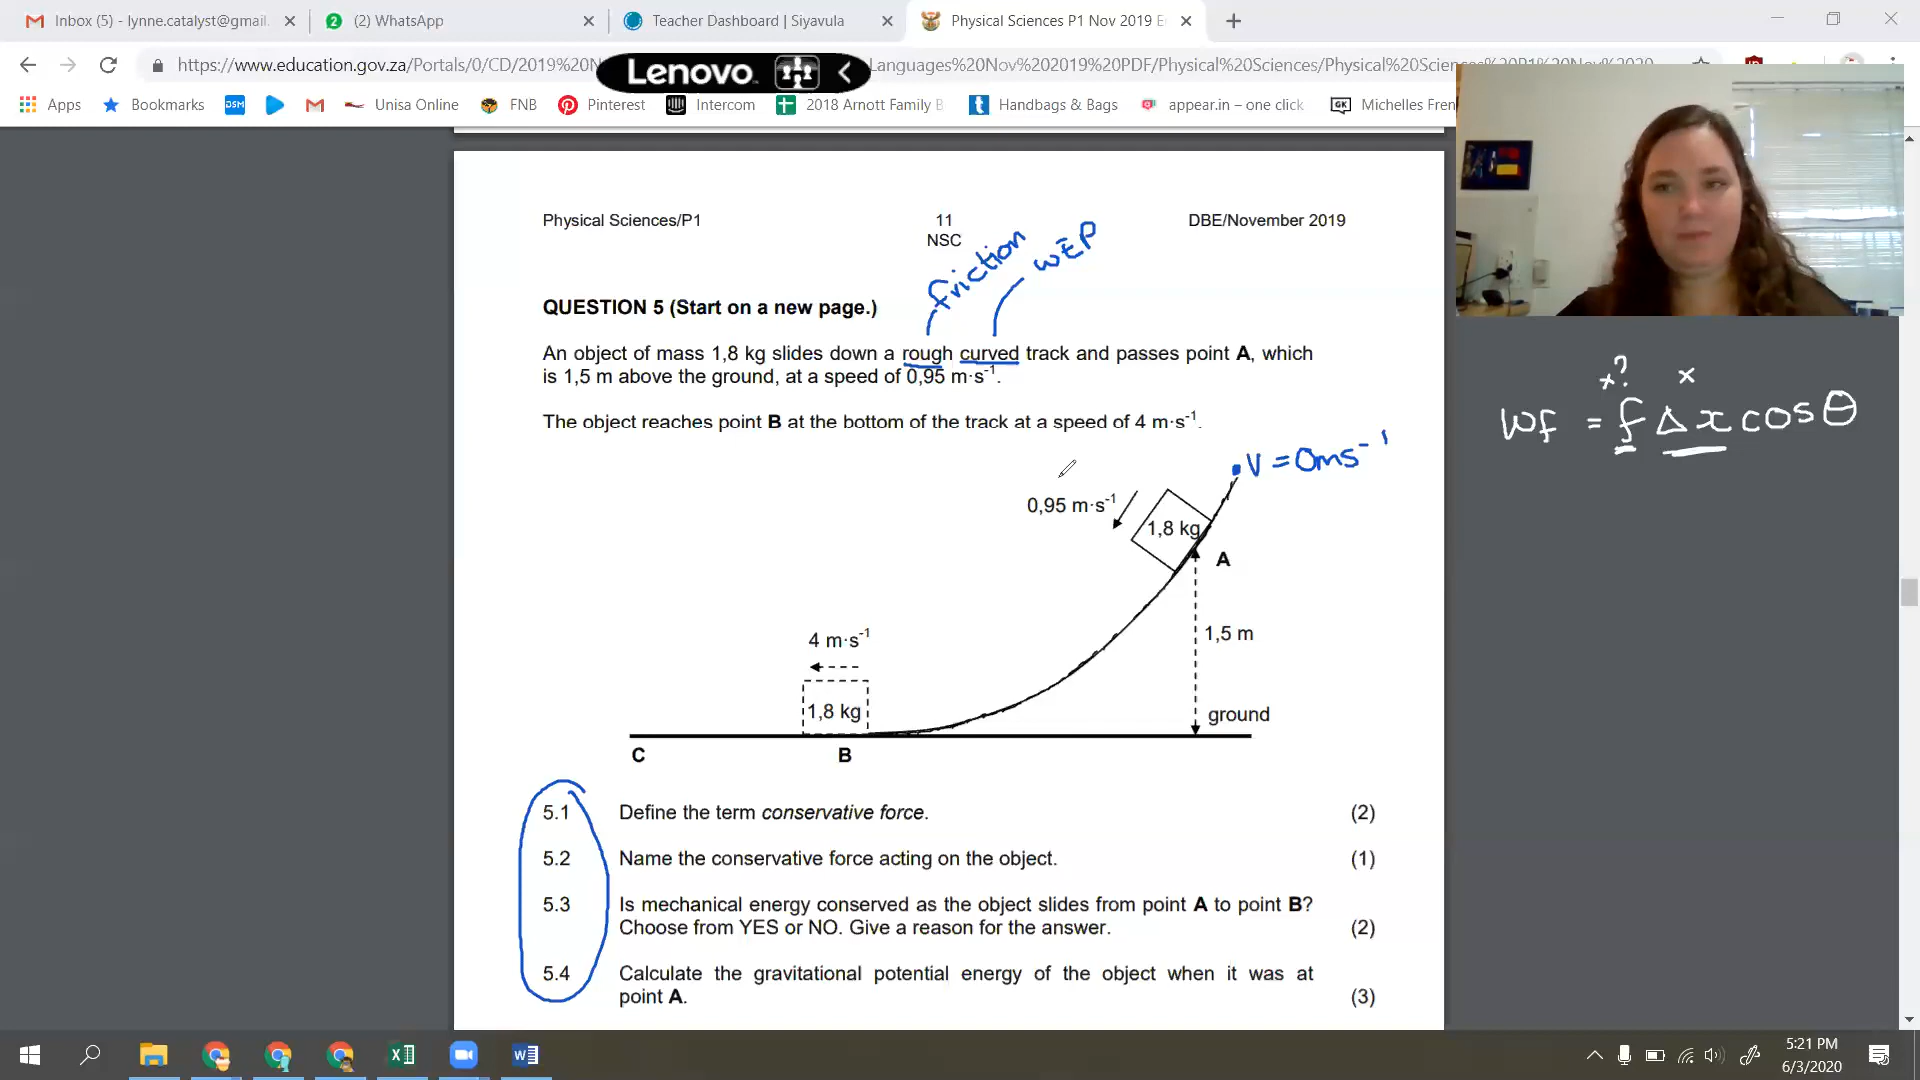 Inbox (5) - lynne.catalyst@gmail.
(2) WhatsApp
Teacher Dashboard | Siyavula
Physical Sciences P1 Nov 2019 E
https://www.education.gov.za/Portals/0/CD/2019%20N
Lenovo
Languages%20Nov%202019%20PDF/Physical%20Sciences/Physical%20Sciences%20P1%20Nov%2020
Apps
Bookmarks
DSM
Unisa Online
FNB
Pinterest
Intercom
2018 Arnott Family B
Handbags & Bags
appear.in – one click
GK
Michelles Fren
Physical Sciences/P1
11
NSC
DBE/November 2019
friction
WEP
QUESTION 5 (Start on a new page.)
An object of mass 1,8 kg slides down a rough curved track and passes point A, which
is 1,5 m above the ground, at a speed of 0,95 m·s-1.
The object reaches point B at the bottom of the track at a speed of 4 m·s-1.
x? x
Wf = f Δx cos θ
V = 0ms-1
0,95 m·s-1
1,8 kg
A
4 m·s-1
1,5 m
1,8 kg
ground
C
B
5.1 Define the term conservative force. (2)
5.2 Name the conservative force acting on the object. (1)
5.3 Is mechanical energy conserved as the object slides from point A to point B?
Choose from YES or NO. Give a reason for the answer. (2)
5.4 Calculate the gravitational potential energy of the object when it was at
point A. (3)
5:21 PM
6/3/2020